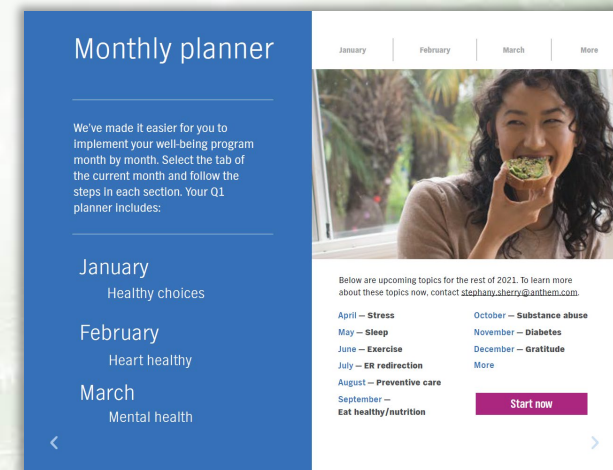 Monthly planner
We've made it easier for you to
implement your well-being program
month by month. Select the tab of
the current month and follow the
steps in each section. Your Q1
planner includes:
January
Healthy choices
February
Heart healthy
March
Mental health
January
February
March
More
Below are upcoming topics for the rest of 2021. To learn more
about these topics now, contact stephany.sherry@anthem.com.
April — Stress
May — Sleep
June — Exercise
July — ER redirection
August — Preventive care
September —
Eat healthy/nutrition
October — Substance abuse
November — Diabetes
December — Gratitude
More
Start now